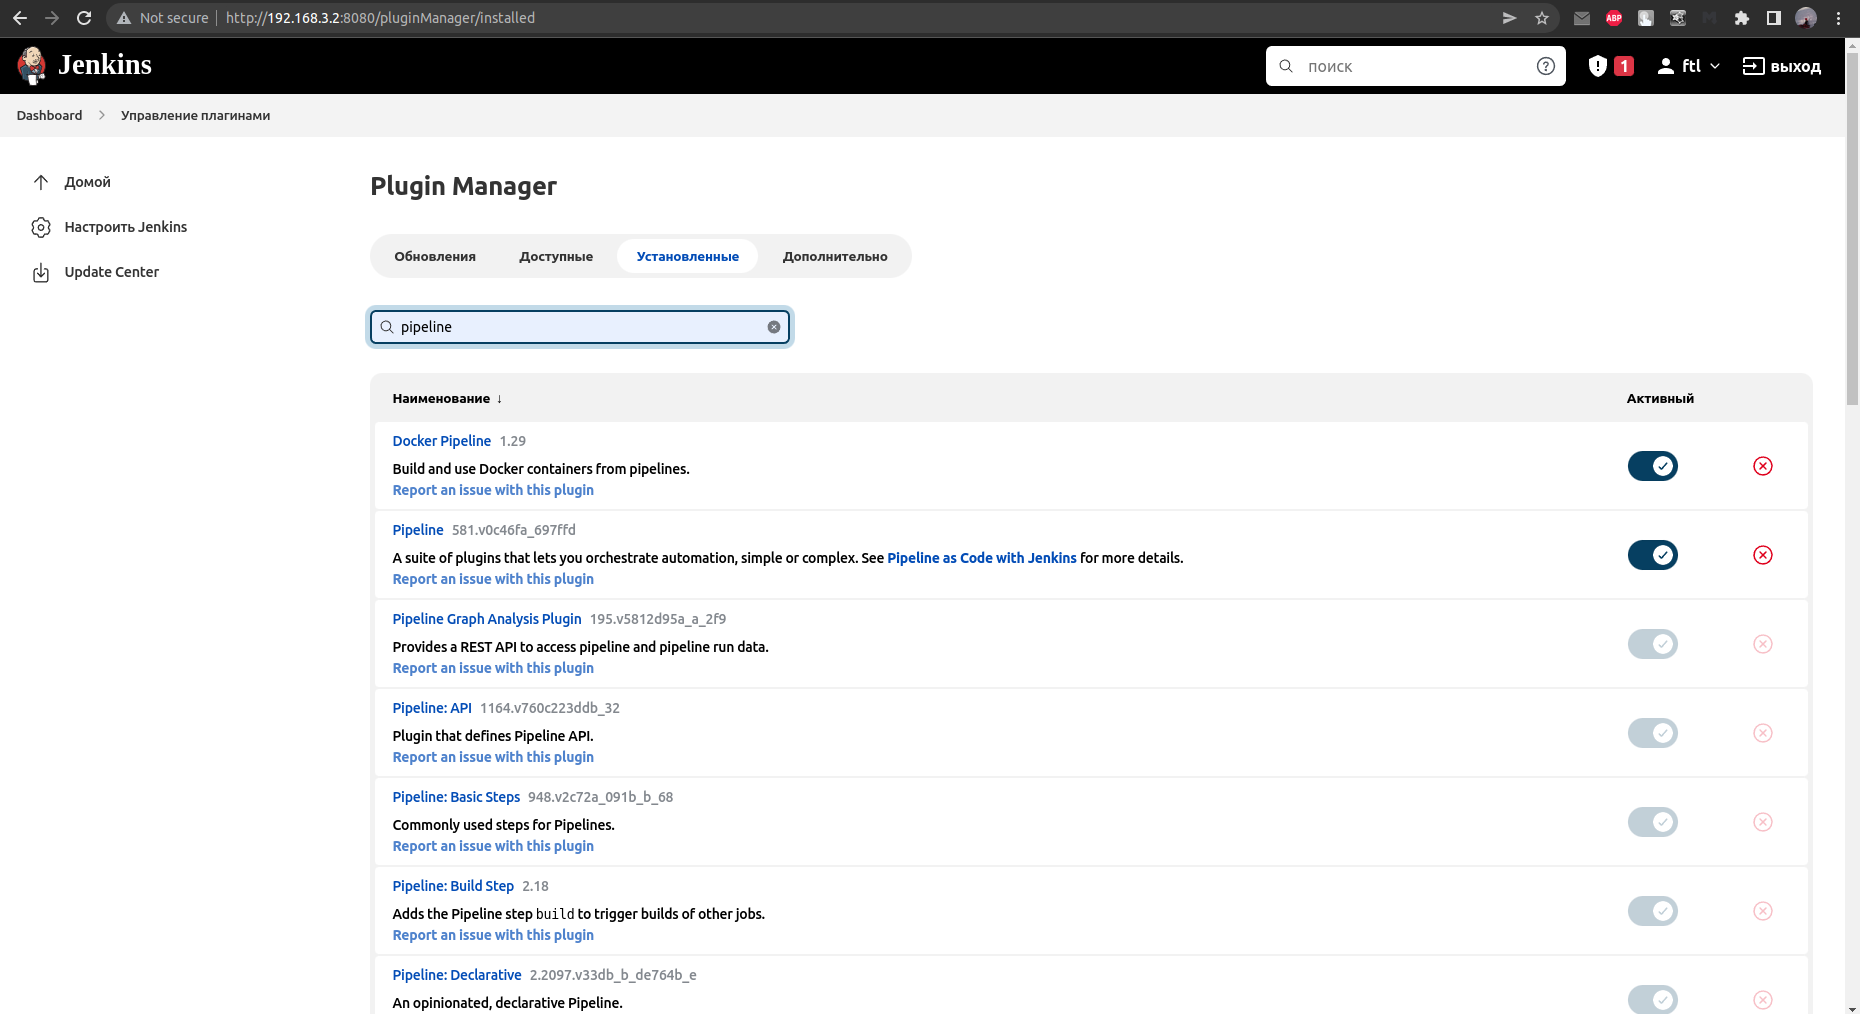 Not secure http://192.168.3.2:8080/pluginManager/installed
ABP
Jenkins
поиск
1
ftl
выход
Dashboard
Управление плагинами
Домой
Настроить Jenkins
Update Center
Plugin Manager
Обновления Доступные Установленные Дополнительно
pipeline
Наименование ↓ Активный
Docker Pipeline 1.29
Build and use Docker containers from pipelines.
Report an issue with this plugin
Pipeline 581.v0c46fa_697ffd
A suite of plugins that lets you orchestrate automation, simple or complex. See Pipeline as Code with Jenkins for more details.
Report an issue with this plugin
Pipeline Graph Analysis Plugin 195.v5812d95a_a_2f9
Provides a REST API to access pipeline and pipeline run data.
Report an issue with this plugin
Pipeline: API 1164.v760c223ddb_32
Plugin that defines Pipeline API.
Report an issue with this plugin
Pipeline: Basic Steps 948.v2c72a_091b_b_68
Commonly used steps for Pipelines.
Report an issue with this plugin
Pipeline: Build Step 2.18
Adds the Pipeline step build to trigger builds of other jobs.
Report an issue with this plugin
Pipeline: Declarative 2.2097.v33db_b_de764b_e
An opinionated, declarative Pipeline.